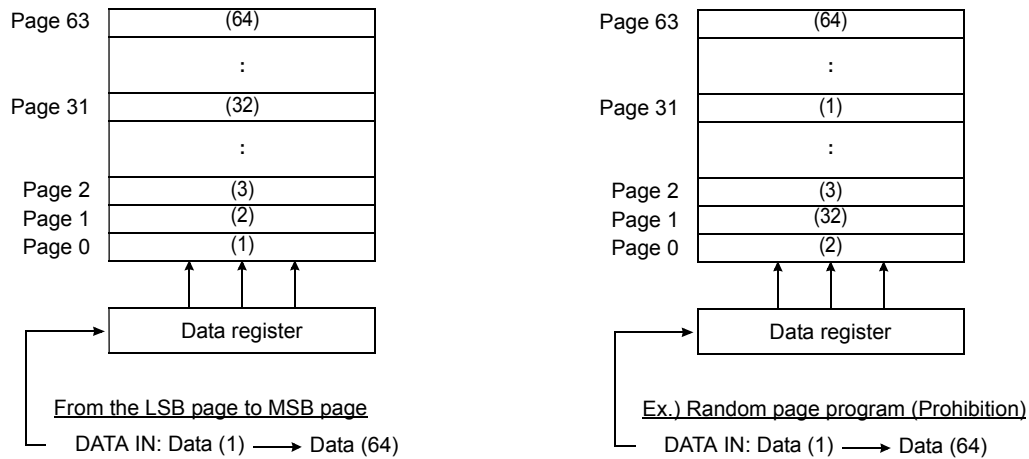 Page 63 (64)
:
Page 31 (32)
:
Page 2 (3)
Page 1 (2)
Page 0 (1)
Data register
From the LSB page to MSB page
DATA IN: Data (1) Data (64)
Page 63 (64)
:
Page 31 (1)
:
Page 2 (3)
Page 1 (32)
Page 0 (2)
Data register
Ex.) Random page program (Prohibition)
DATA IN: Data (1) Data (64)